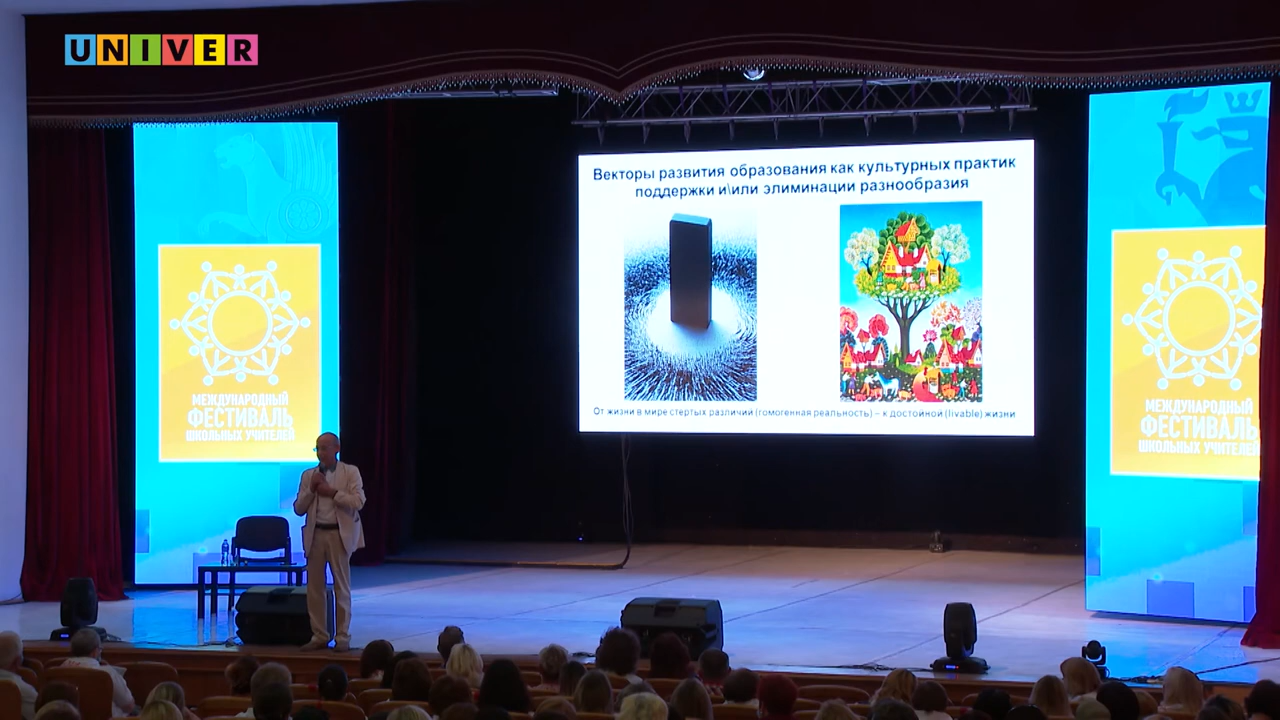 UNIVER
Векторы развития образования как культурных практик
поддержки и\или элиминации разнообразия
От жизни в мире стертых различий (гомогенная реальность) – к достойной (livable) жизни
МЕЖДУНАРОДНЫЙ
ФЕСТИВАЛЬ
ШКОЛЬНЫХ УЧИТЕЛЕЙ
МЕЖДУНАРОДНЫЙ
ФЕСТИВАЛЬ
ШКОЛЬНЫХ УЧИТЕЛЕЙ